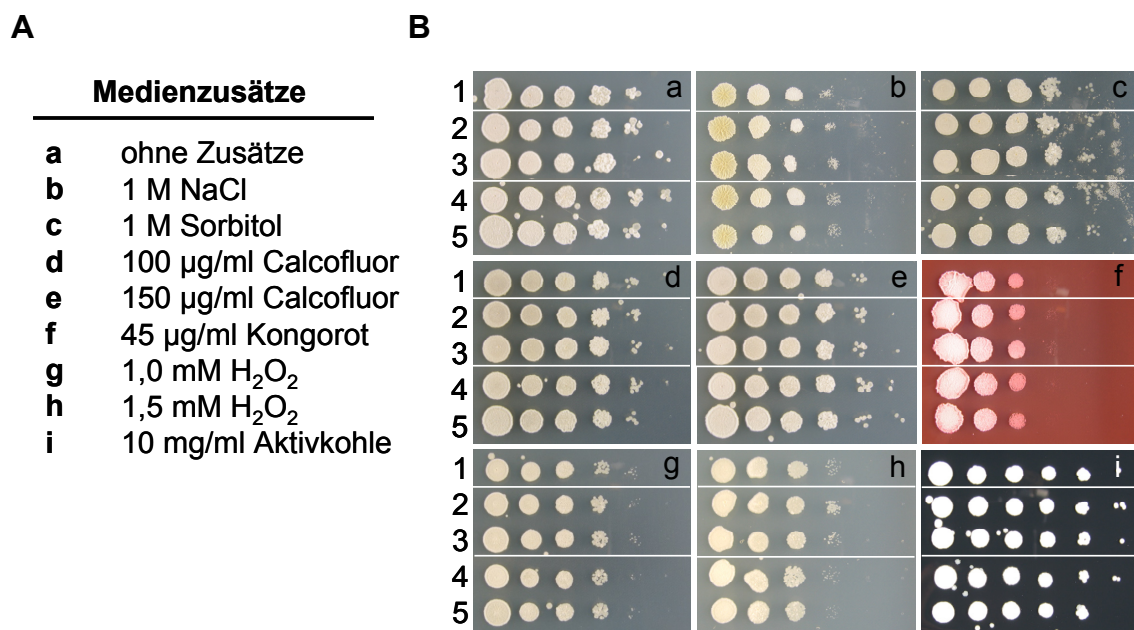 A
Medienzusätze
a ohne Zusätze
b 1 M NaCl
c 1 M Sorbitol
d 100 µg/ml Calcofluor
e 150 µg/ml Calcofluor
f 45 µg/ml Kongorot
g 1,0 mM H₂O₂
h 1,5 mM H₂O₂
i 10 mg/ml Aktivkohle
B
1 a b c
2
3
4
5
1 d e f
2
3
4
5
1 g h i
2
3
4
5